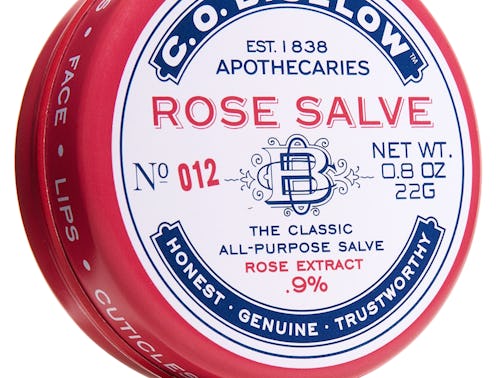 C.O. BIGELOW™
EST. 1838
APOTHECARIES
ROSE SALVE
Nº 012
B
NET WT.
0.8 OZ
22G
THE CLASSIC
ALL-PURPOSE SALVE
ROSE EXTRACT
.9%
HONEST · GENUINE · TRUSTWORTHY
• FACE • LIPS • CUTICLES